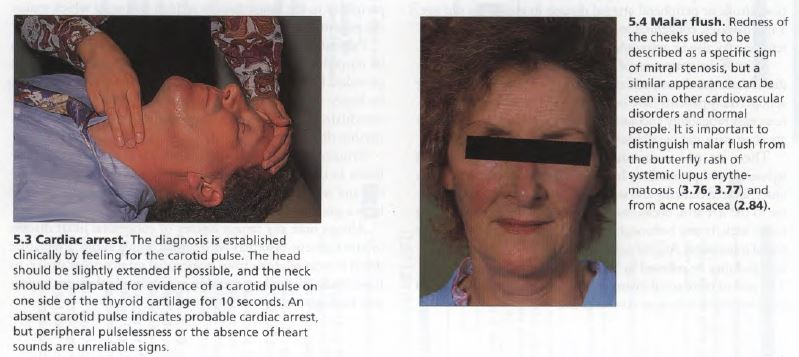 5.3 Cardiac arrest. The diagnosis is established
clinically by feeling for the carotid pulse. The head
should be slightly extended if possible, and the neck
should be palpated for evidence of a carotid pulse on
one side of the thyroid cartilage for 10 seconds. An
absent carotid pulse indicates probable cardiac arrest,
but peripheral pulselessness or the absence of heart
sounds are unreliable signs.
5.4 Malar flush. Redness of
the cheeks used to be
described as a specific sign
of mitral stenosis, but a
similar appearance can be
seen in other cardiovascular
disorders and normal
people. It is important to
distinguish malar flush from
the butterfly rash of
systemic lupus erythe-
matosus (3.76, 3.77) and
from acne rosacea (2.84).